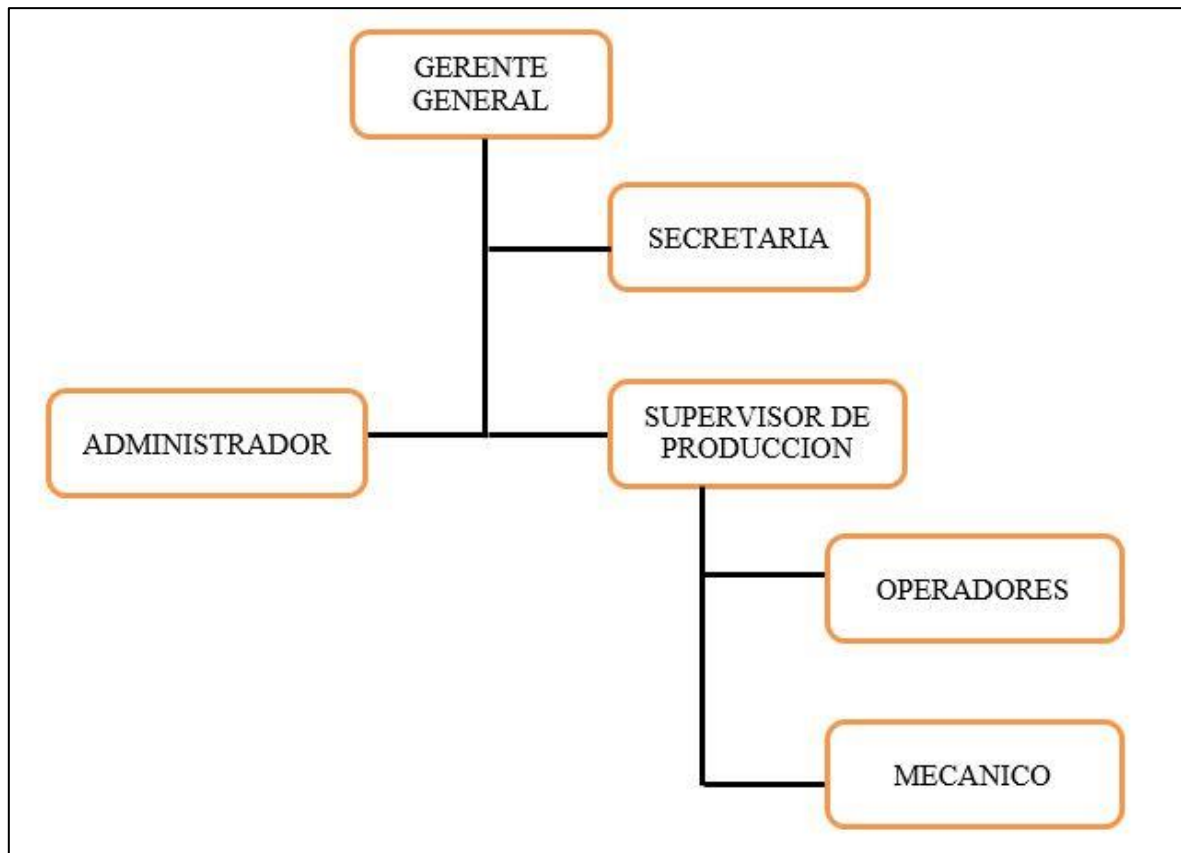 GERENTE
GENERAL
SECRETARIA
ADMINISTRADOR
SUPERVISOR DE
PRODUCCION
OPERADORES
MECANICO